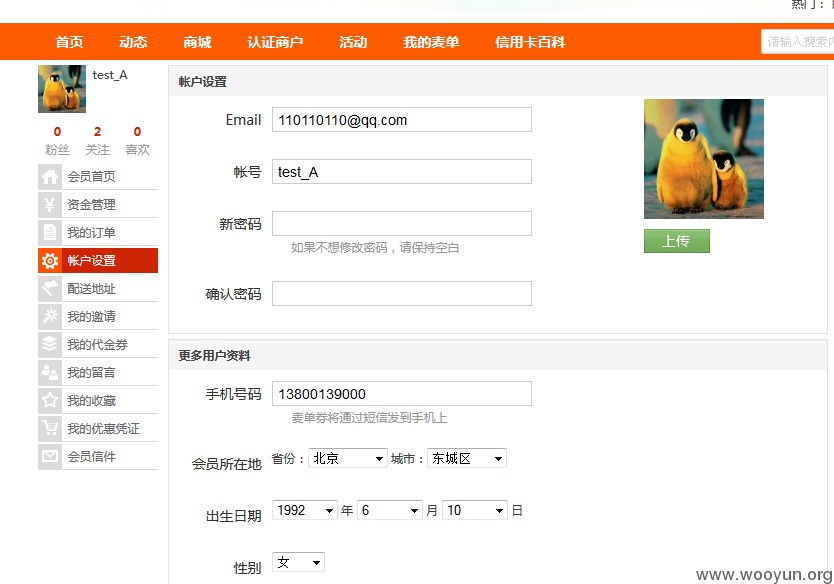 热门：
首页 动态 商城 认证商户 活动 我的麦单 信用卡百科 请输入搜索内
test_A
0 2 0
粉丝 关注 喜欢
会员首页
资金管理
我的订单
帐户设置
配送地址
我的邀请
我的代金券
我的留言
我的收藏
我的优惠凭证
会员信件
帐户设置
Email 110110110@qq.com
帐号 test_A
新密码
如果不想修改密码，请保持空白
确认密码
上传
更多用户资料
手机号码 13800139000
麦单券将通过短信发到手机上
会员所在地 省份： 北京 城市： 东城区
出生日期 1992 年 6 月 10 日
性别 女
www.wooyun.org